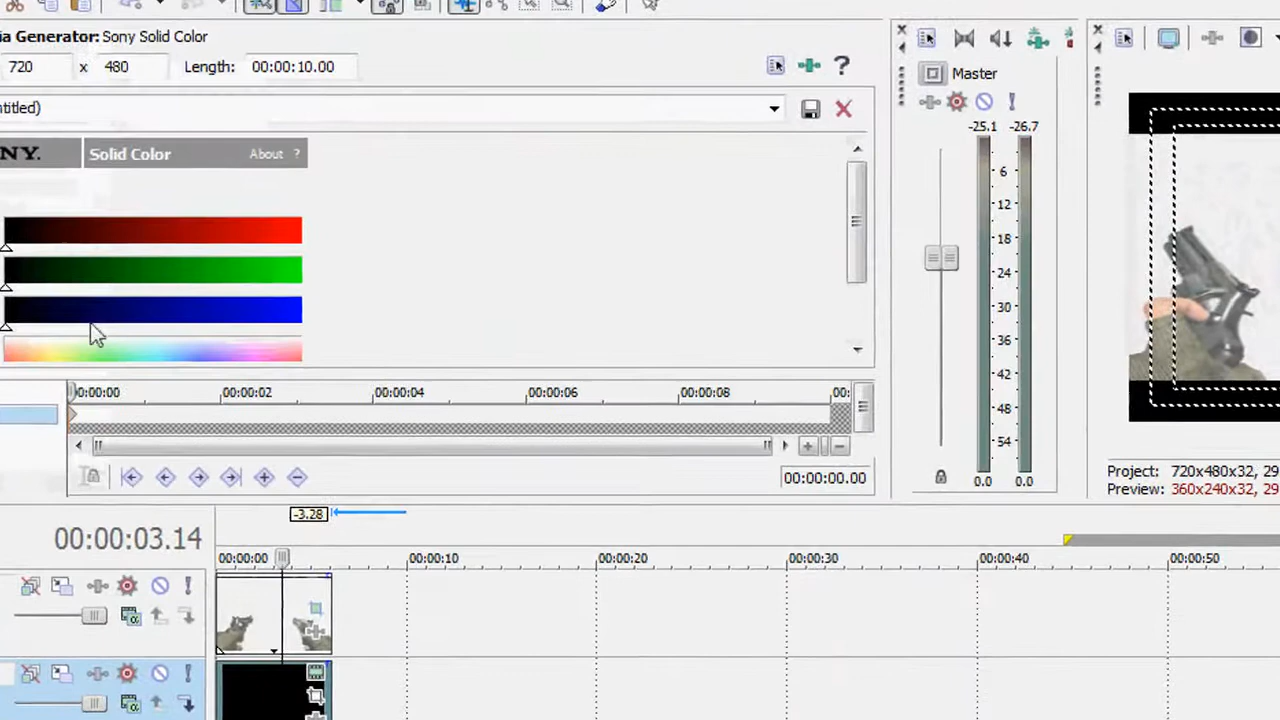 ia Generator: Sony Solid Color
720 x 480 Length: 00:00:10.00
ntitled)
NY. Solid Color About ?
00:00:00 00:00:02 00:00:04 00:00:06 00:00:08 00:
00:00:00.00
Master
-25.1 -26.7
6
12
18
24
30
36
42
48
54
0.0 0.0
Project: 720x480x32, 29
Preview: 360x240x32, 29
-3.28
00:00:03.14
00:00:00 00:00:10 00:00:20 00:00:30 00:00:40 00:00:50